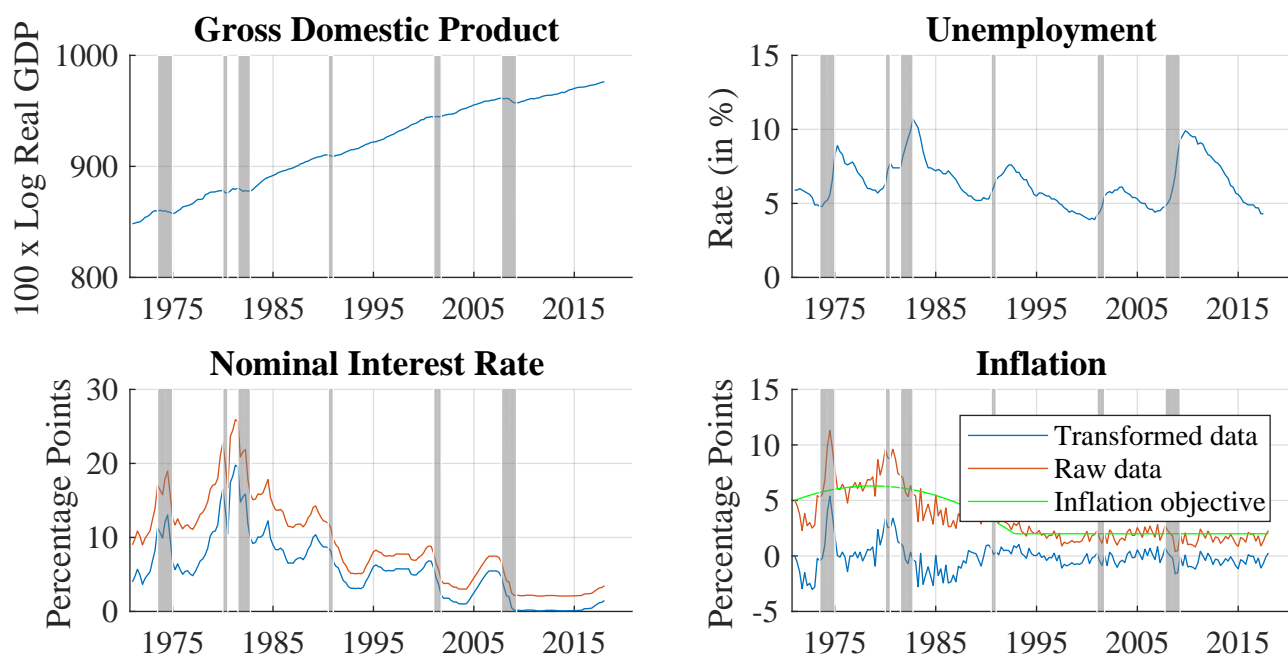 Gross Domestic Product
100 x Log Real GDP
1000
900
800
1975 1985 1995 2005 2015
Unemployment
Rate (in %)
15
10
5
0
1975 1985 1995 2005 2015
Nominal Interest Rate
Percentage Points
30
20
10
0
1975 1985 1995 2005 2015
Inflation
Percentage Points
15
10
5
0
-5
1975 1985 1995 2005 2015
Transformed data
Raw data
Inflation objective